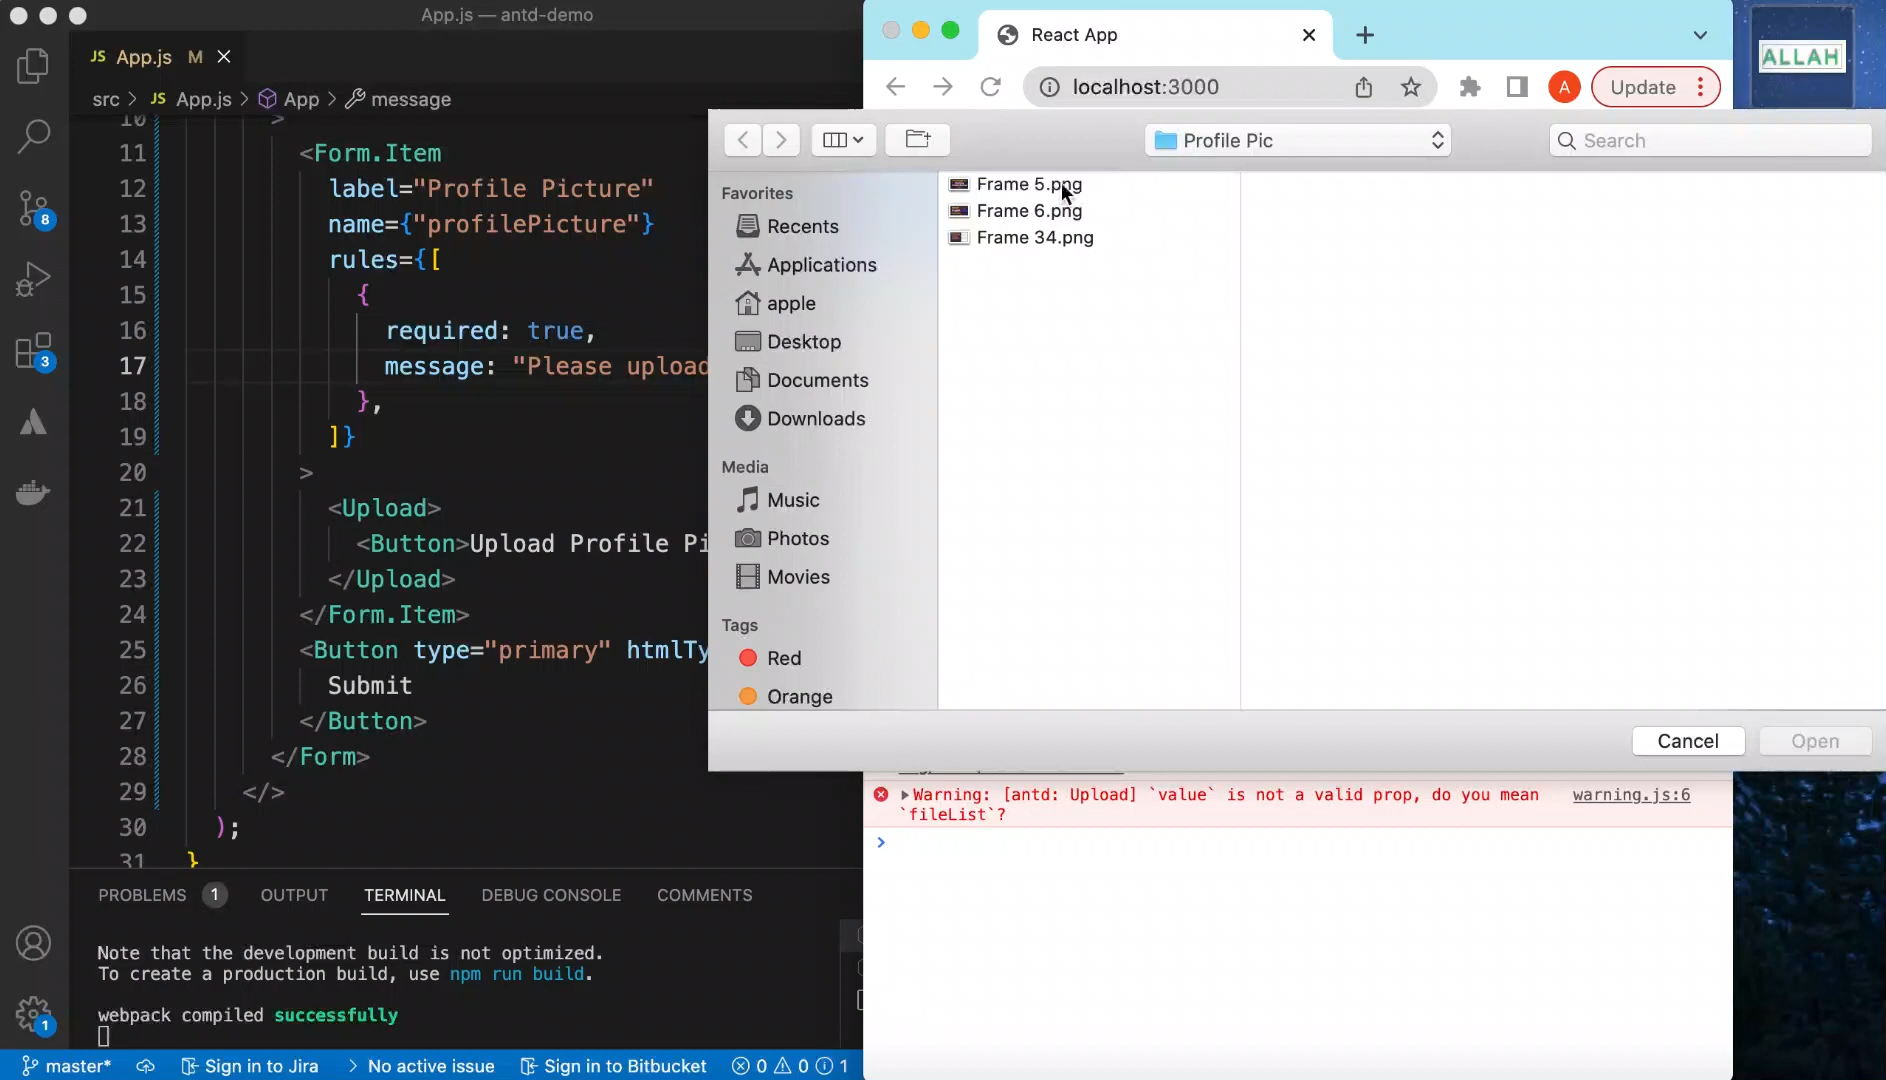 App.js — antd-demo
JS App.js M
src > JS App.js > App > message
10 >
11 <Form.Item
12 label="Profile Picture"
13 name={"profilePicture"}
14 rules={[
15 {
16 required: true,
17 message: "Please upload
18 },
19 ]}
20 >
21 <Upload>
22 <Button>Upload Profile Pi
23 </Upload>
24 </Form.Item>
25 <Button type="primary" htmlTy
26 Submit
27 </Button>
28 </Form>
29 </>
30 );
31 }
8
3
1
PROBLEMS 1 OUTPUT TERMINAL DEBUG CONSOLE COMMENTS
Note that the development build is not optimized.
To create a production build, use npm run build.
webpack compiled successfully
master* Sign in to Jira > No active issue Sign in to Bitbucket 0 0 1
React App
localhost:3000
A Update
ALLAH
Profile Pic
Search
Favorites
Recents
Applications
apple
Desktop
Documents
Downloads
Media
Music
Photos
Movies
Tags
Red
Orange
Frame 5.png
Frame 6.png
Frame 34.png
Cancel Open
Warning: [antd: Upload] `value` is not a valid prop, do you mean warning.js:6
`fileList`?
>